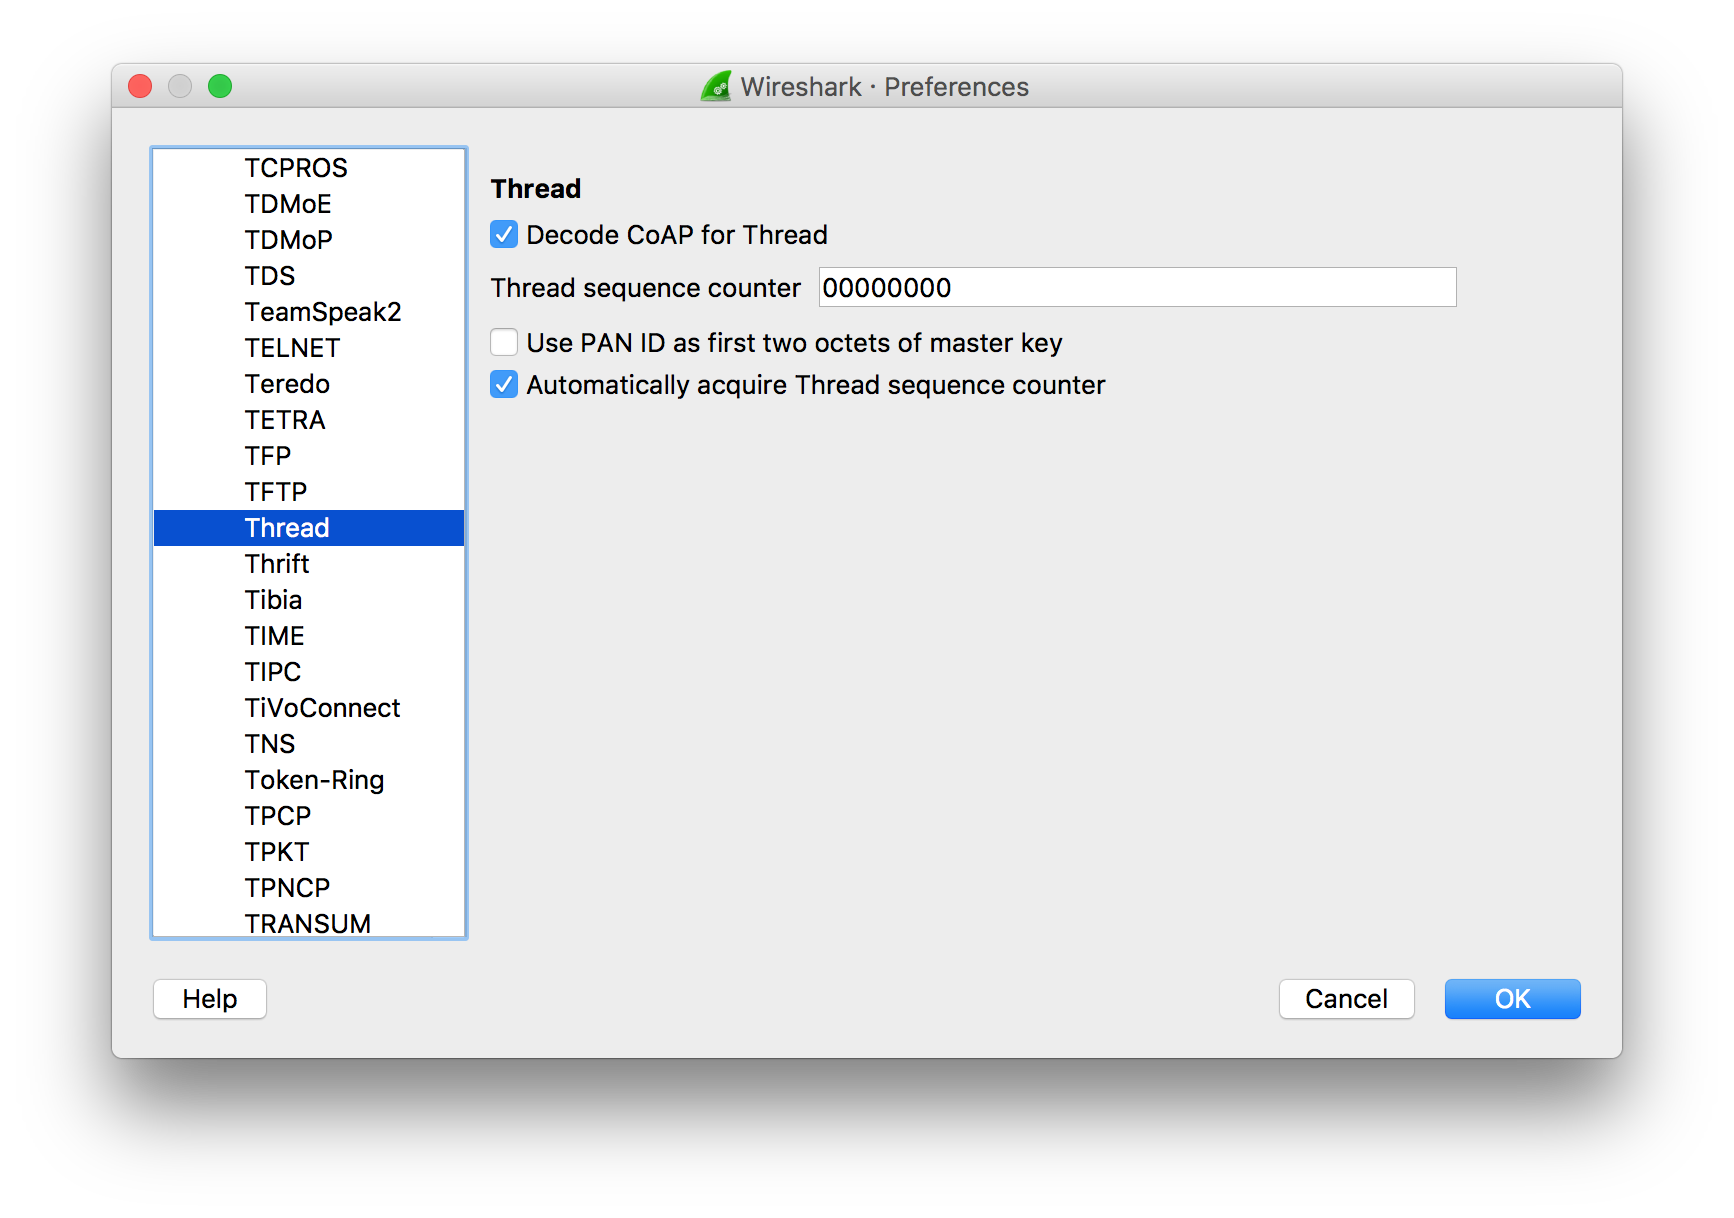 Wireshark · Preferences
TCPROS
TDMoE
TDMoP
TDS
TeamSpeak2
TELNET
Teredo
TETRA
TFP
TFTP
Thread
Thrift
Tibia
TIME
TIPC
TiVoConnect
TNS
Token-Ring
TPCP
TPKT
TPNCP
TRANSUM
Thread
Decode CoAP for Thread
Thread sequence counter 00000000
Use PAN ID as first two octets of master key
Automatically acquire Thread sequence counter
Help
Cancel
OK